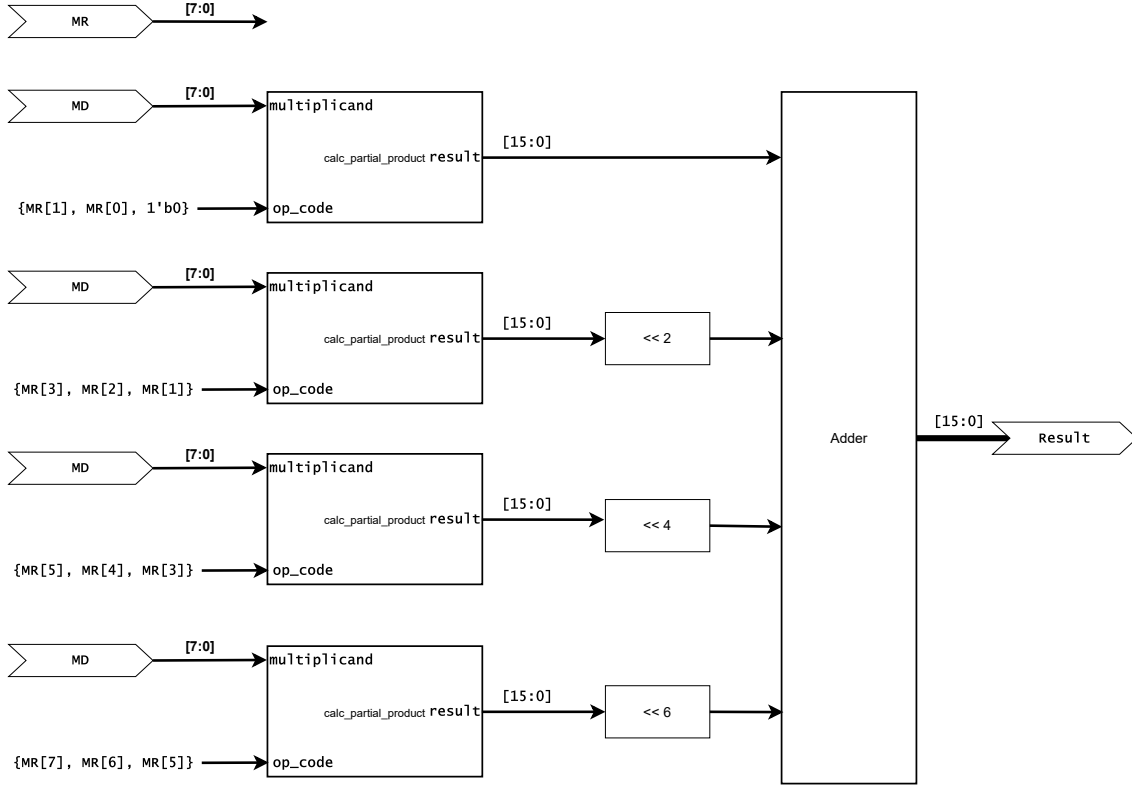 MR [7:0]
MD [7:0] multiplicand
calc_partial_product result [15:0]
{MR[1], MR[0], 1'b0} op_code
MD [7:0] multiplicand
calc_partial_product result [15:0] << 2
{MR[3], MR[2], MR[1]} op_code
Adder [15:0] Result
MD [7:0] multiplicand
calc_partial_product result [15:0] << 4
{MR[5], MR[4], MR[3]} op_code
MD [7:0] multiplicand
calc_partial_product result [15:0] << 6
{MR[7], MR[6], MR[5]} op_code